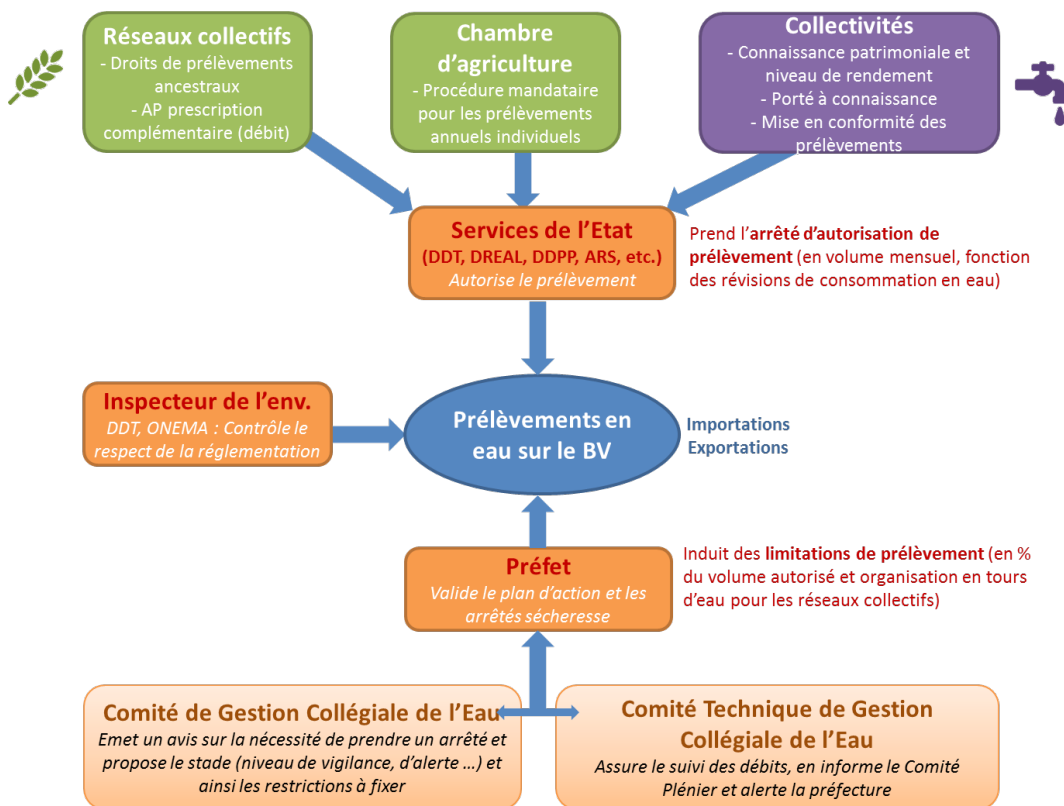 Réseaux collectifs
- Droits de prélèvements
ancestraux
- AP prescription
complémentaire (débit)
Chambre
d'agriculture
- Procédure mandataire
pour les prélèvements
annuels individuels
Collectivités
- Connaissance patrimoniale et
niveau de rendement
- Porté à connaissance
- Mise en conformité des
prélèvements
Services de l'Etat
(DDT, DREAL, DDPP, ARS, etc.)
Autorise le prélèvement
Prend l'arrêté d'autorisation de
prélèvement (en volume mensuel, fonction
des révisions de consommation en eau)
Inspecteur de l'env.
DDT, ONEMA : Contrôle le
respect de la réglementation
Prélèvements en
eau sur le BV
Importations
Exportations
Préfet
Valide le plan d'action et les
arrêtés sécheresse
Induit des limitations de prélèvement (en %
du volume autorisé et organisation en tours
d'eau pour les réseaux collectifs)
Comité de Gestion Collégiale de l'Eau
Emet un avis sur la nécessité de prendre un arrêté et
propose le stade (niveau de vigilance, d'alerte ...) et
ainsi les restrictions à fixer
Comité Technique de Gestion
Collégiale de l'Eau
Assure le suivi des débits, en informe le Comité
Plénier et alerte la préfecture